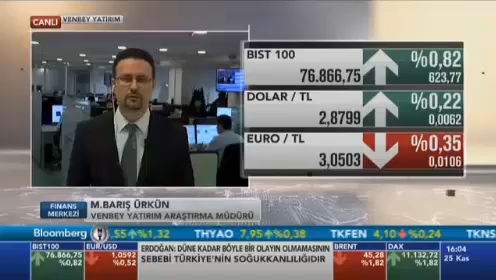 CANLI VENBEY YATIRIM
BIST 100 %0,82
76.866,75 623,77
DOLAR / TL %0,22
2,8799 0,0062
EURO / TL %0,35
3,0503 0,0106
FİNANS MERKEZİ
M.BARIŞ ÜRKÜN
VENBEY YATIRIM ARAŞTIRMA MÜDÜRÜ
Bloomberg HT ,55 %1,32 THYAO 7,95 %0,38 TKFEN 4,10 %0,24 TKNS
BIST100 EUR/USD ERDOĞAN: DÜNE KADAR BÖYLE BİR OLAYIN OLMAMASININ BRENT DAX 16:04
76.866,75 1,0592 SEBEBİ TÜRKİYE'NİN SOĞUKKANLILIĞIDIR 45,28 11.132,72 25 Kas
%0,82 %0,52 %1,82 %1,82